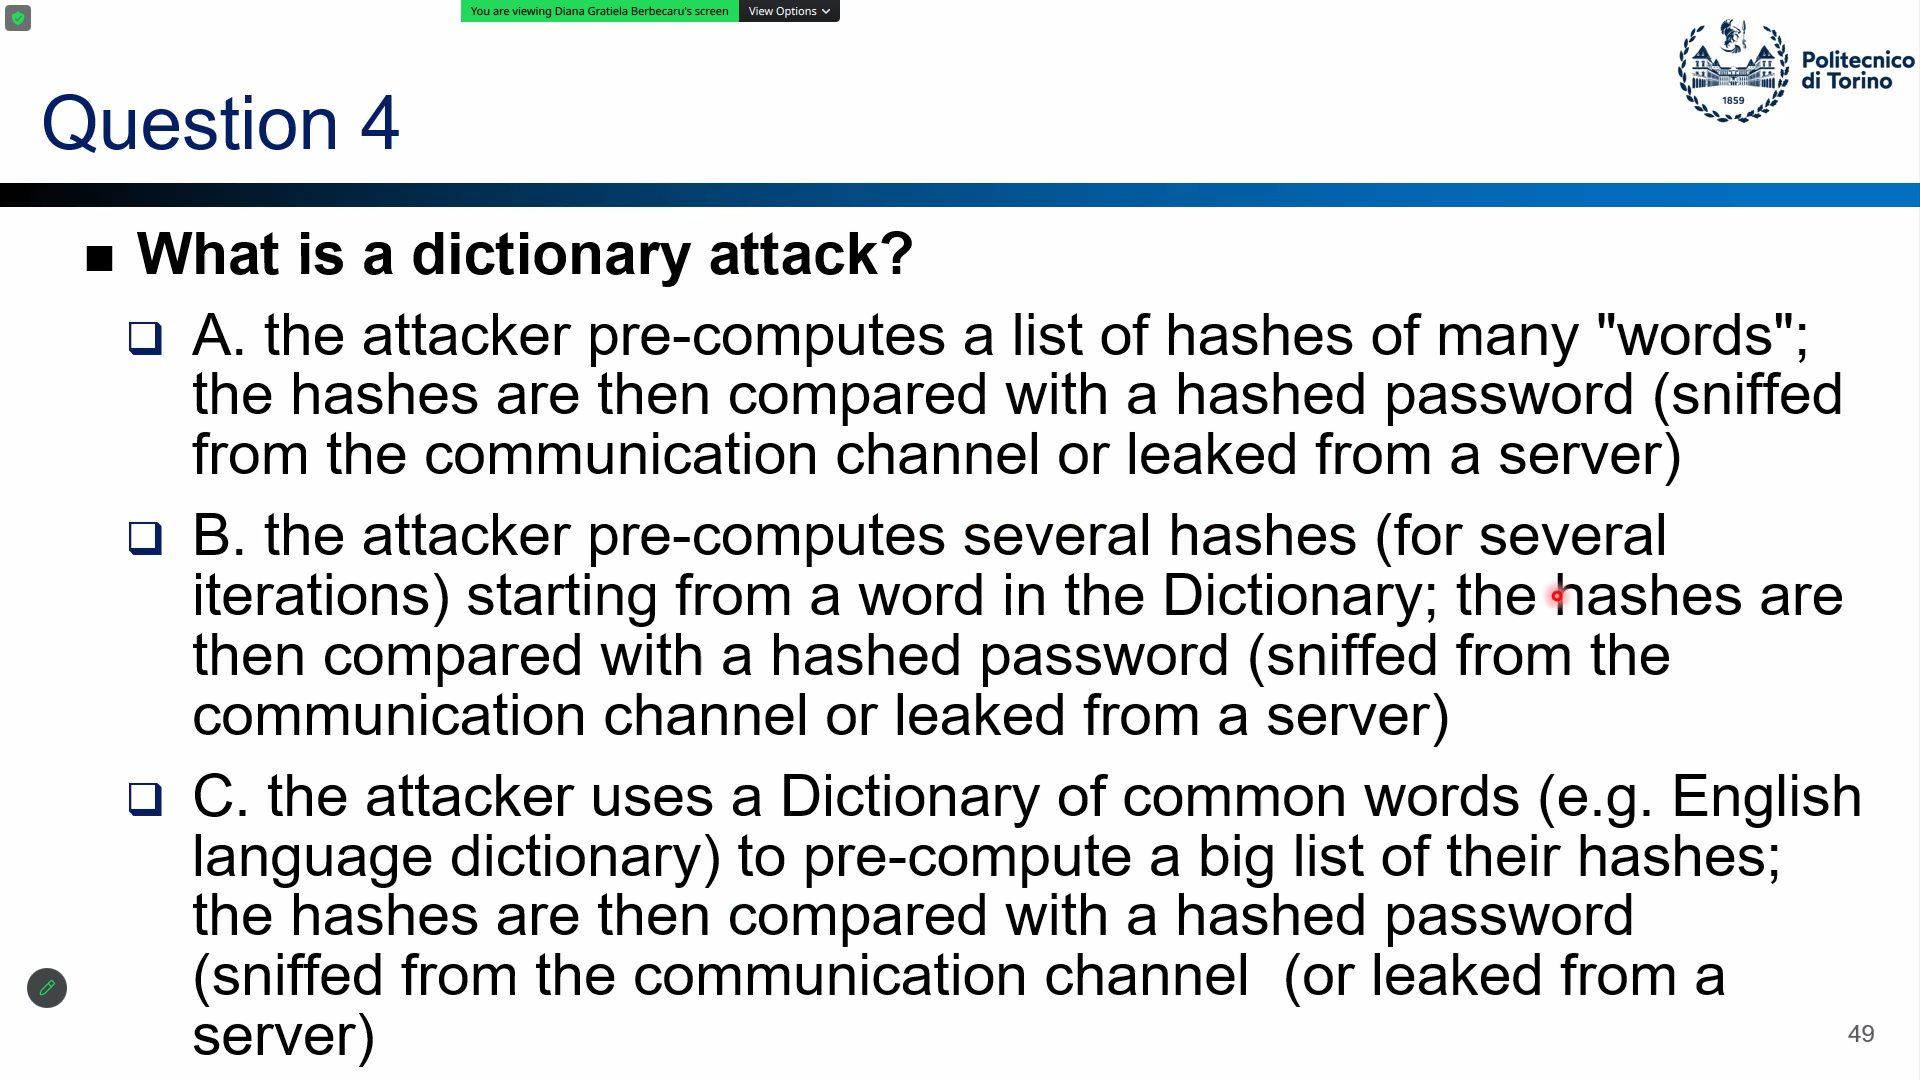 You are viewing Diana Gratiela Berbecaru's screen
View Options
Politecnico
di Torino
1859
Question 4
What is a dictionary attack?
A. the attacker pre-computes a list of hashes of many "words";
the hashes are then compared with a hashed password (sniffed
from the communication channel or leaked from a server)
B. the attacker pre-computes several hashes (for several
iterations) starting from a word in the Dictionary; the hashes are
then compared with a hashed password (sniffed from the
communication channel or leaked from a server)
C. the attacker uses a Dictionary of common words (e.g. English
language dictionary) to pre-compute a big list of their hashes;
the hashes are then compared with a hashed password
(sniffed from the communication channel  (or leaked from a
server)
49